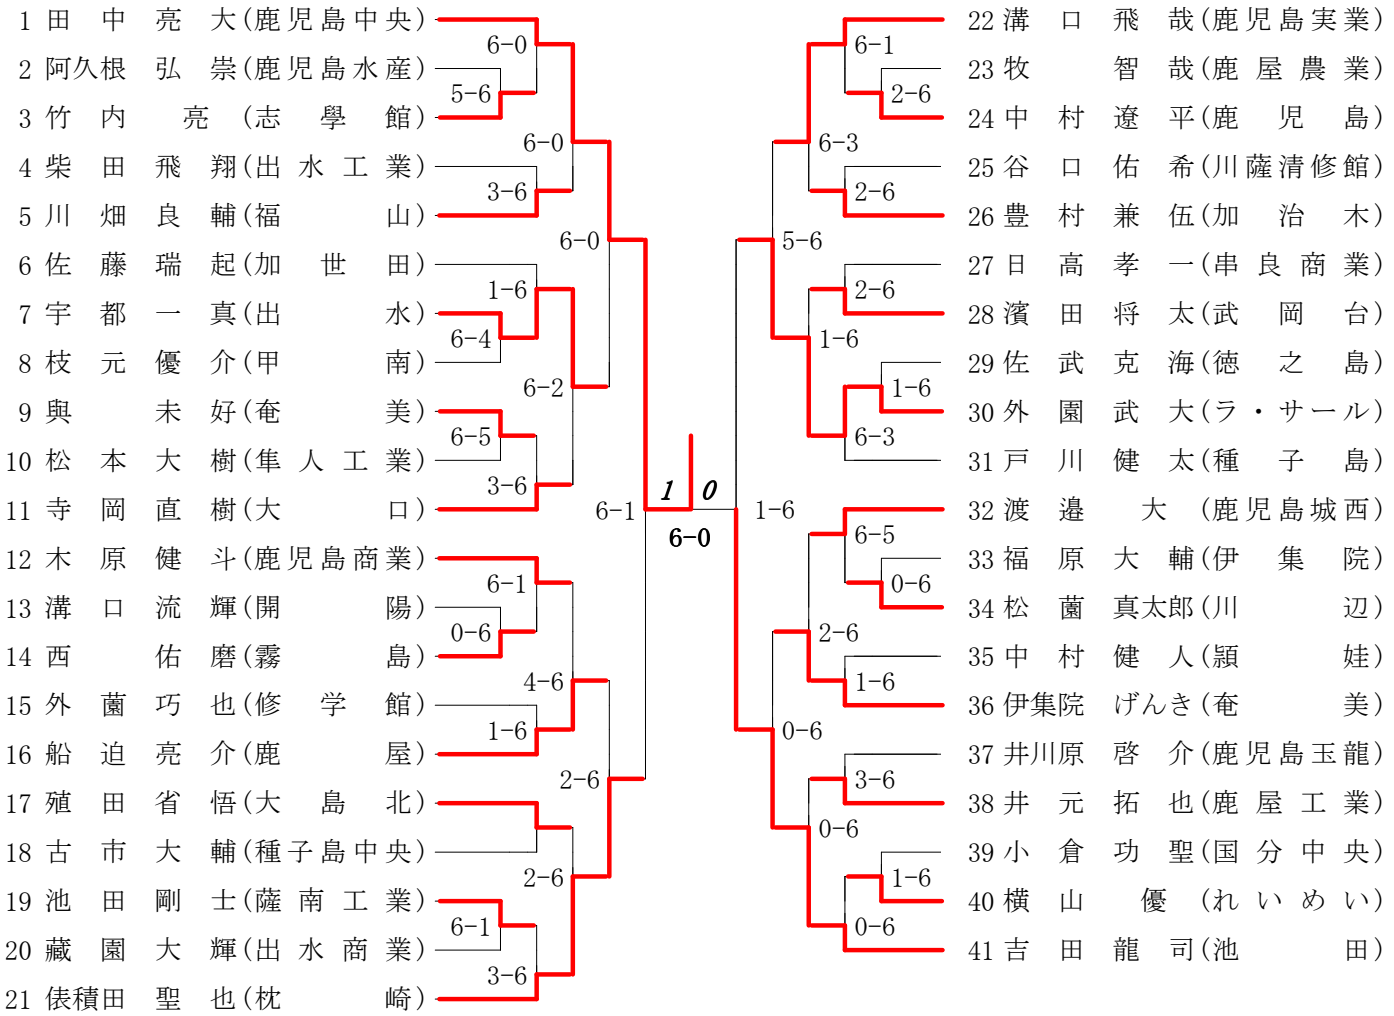 1 田中亮大(鹿児島中央)
2 阿久根弘崇(鹿児島水産)
3 竹内亮(志學館)
4 柴田飛翔(出水工業)
5 川畑良輔(福山)
6 佐藤瑞起(加世田)
7 宇都一真(出水)
8 枝元優介(甲南)
9 與未好(奄美)
10 松本大樹(隼人工業)
11 寺岡直樹(大口)
12 木原健斗(鹿児島商業)
13 溝口流輝(開陽)
14 西佑磨(霧島)
15 外薗巧也(修学館)
16 船迫亮介(鹿屋)
17 殖田省悟(大島北)
18 古市大輔(種子島中央)
19 池田剛士(薩南工業)
20 藏園大輝(出水商業)
21 俵積田聖也(枕崎)
6-0
5-6
6-0
3-6
6-0
1-6
6-4
6-2
6-5
3-6
6-1
6-1
0-6
4-6
1-6
2-6
2-6
6-1
3-6
1 0
6-0
22 溝口飛哉(鹿児島実業)
23 牧智哉(鹿屋農業)
24 中村遼平(鹿児島)
25 谷口佑希(川薩清修館)
26 豊村兼伍(加治木)
27 日高孝一(串良商業)
28 濱田将太(武岡台)
29 佐武克海(徳之島)
30 外園武大(ラ・サール)
31 戸川健太(種子島)
32 渡邉大(鹿児島城西)
33 福原大輔(伊集院)
34 松薗真太郎(川辺)
35 中村健人(頴娃)
36 伊集院げんき(奄美)
37 井川原啓介(鹿児島玉龍)
38 井元拓也(鹿屋工業)
39 小倉功聖(国分中央)
40 横山優(れいめい)
41 吉田龍司(池田)
6-1
2-6
6-3
2-6
5-6
2-6
1-6
1-6
6-3
1-6
6-5
0-6
2-6
1-6
0-6
3-6
0-6
1-6
0-6